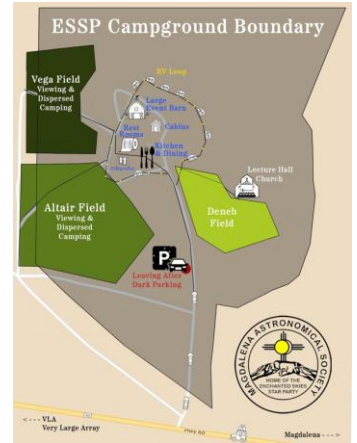 ESSP Campground Boundary
RV Loop
Vega Field
Viewing &
Dispersed
Camping
Large
Event Barn
Cabins
Rest
Rooms
Kitchen
& Dining
Lecture Hall
Church
Altair Field
Viewing &
Dispersed
Camping
Deneb
Field
P
Leaving After
Dark Parking
MAGDALENA ASTRONOMICAL SOCIETY
HOME OF THE
ENCHANTED SKIES
STAR PARTY
<--- VLA
Very Large Array
Hwy 60
Magdalena --->